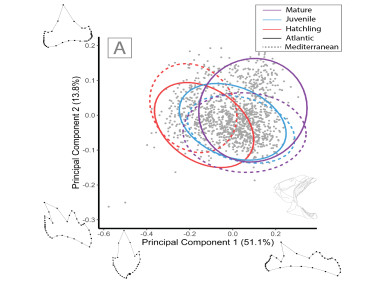 Mature
Juvenile
Hatchling
Atlantic
Mediterranean
A
Principal Component 2 (13.8%)
0.2
0.1
0.0
-0.1
-0.2
-0.3
-0.6
-0.4
-0.2
0.0
0.2
Principal Component 1 (51.1%)